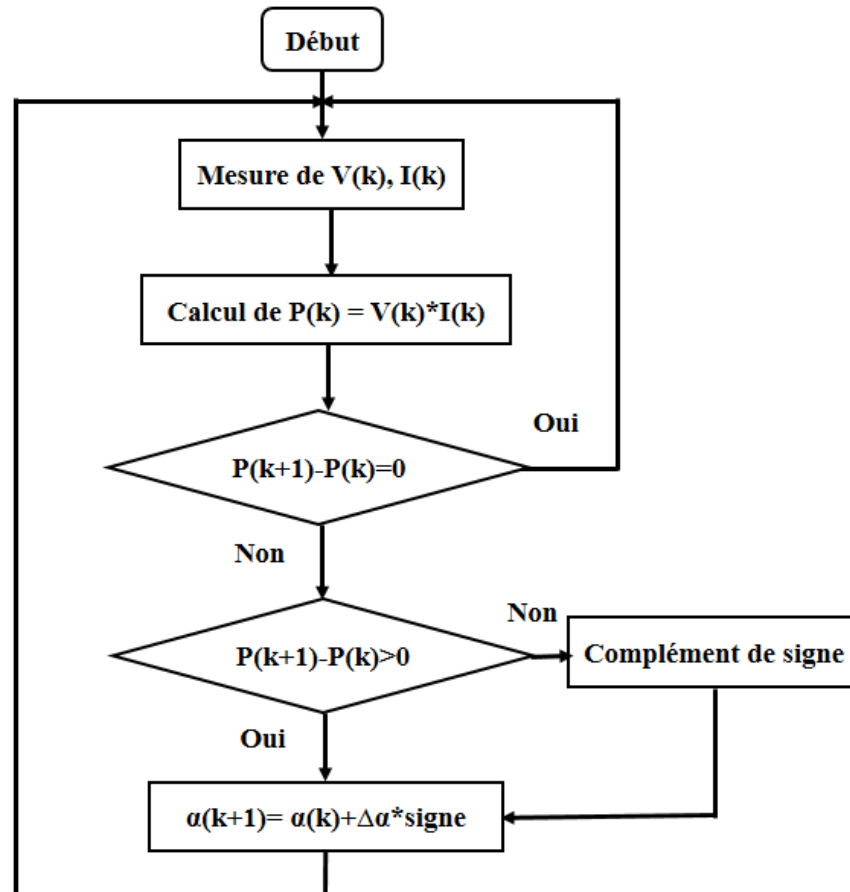 Début
Mesure de V(k), I(k)
Calcul de P(k) = V(k)*I(k)
Oui
P(k+1)-P(k)=0
Non
Non
P(k+1)-P(k)>0
Complément de signe
Oui
α(k+1)= α(k)+Δα*signe